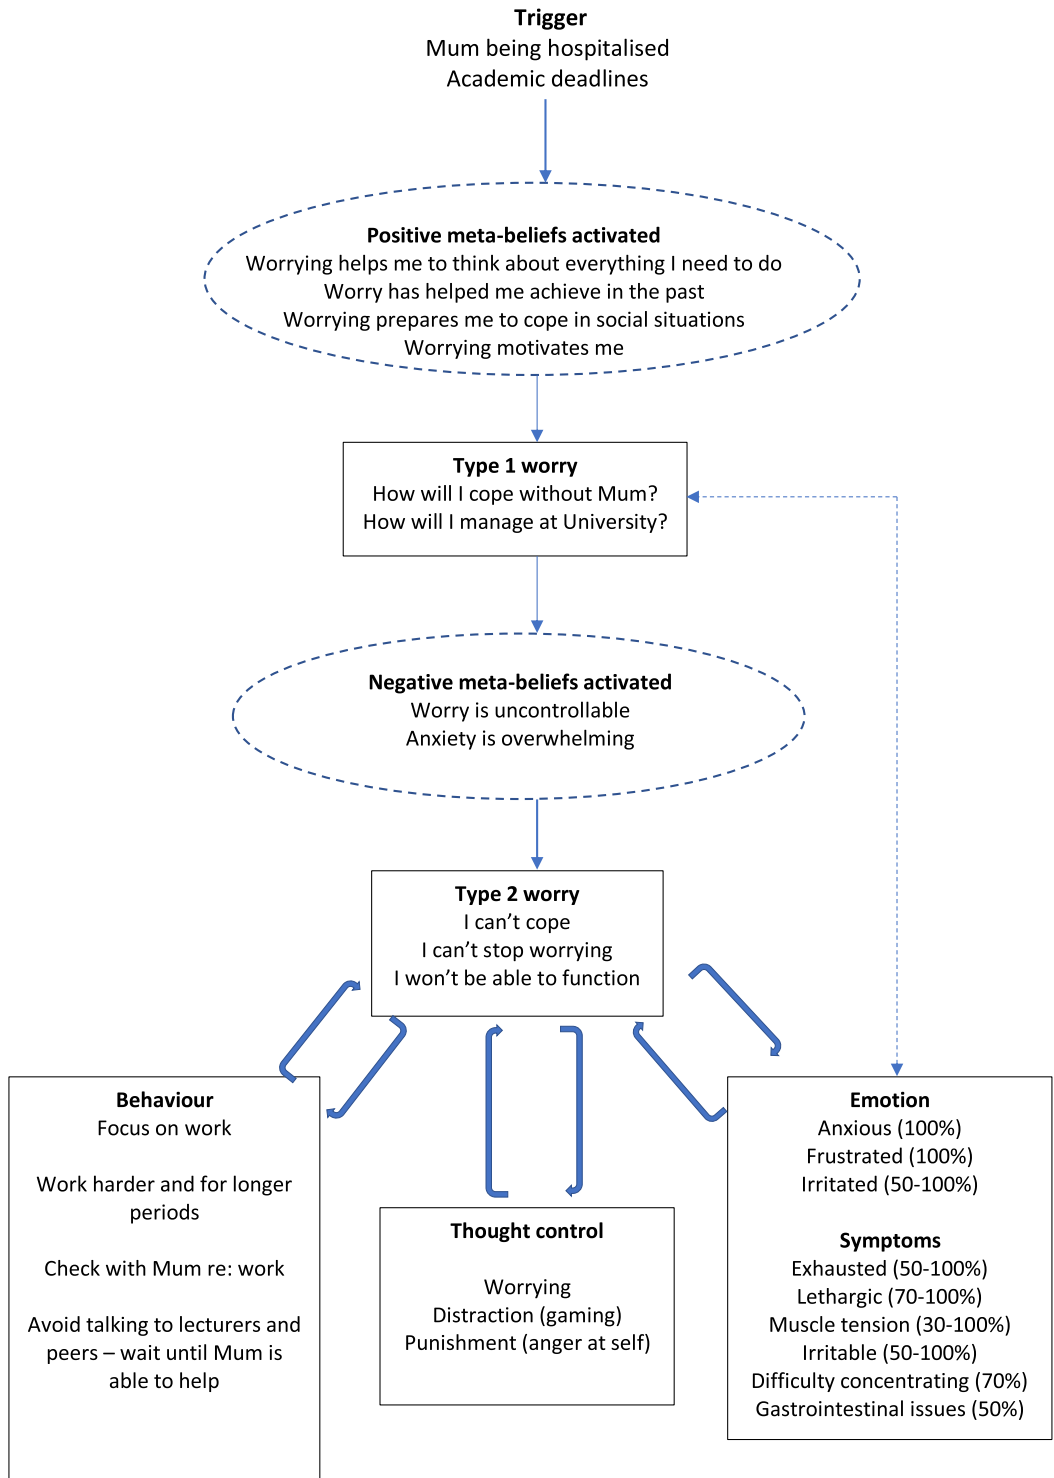 Trigger
Mum being hospitalised
Academic deadlines
Positive meta-beliefs activated
Worrying helps me to think about everything I need to do
Worry has helped me achieve in the past
Worrying prepares me to cope in social situations
Worrying motivates me
Type 1 worry
How will I cope without Mum?
How will I manage at University?
Negative meta-beliefs activated
Worry is uncontrollable
Anxiety is overwhelming
Type 2 worry
I can’t cope
I can’t stop worrying
I won’t be able to function
Behaviour
Focus on work
Work harder and for longer
periods
Check with Mum re: work
Avoid talking to lecturers and
peers – wait until Mum is
able to help
Thought control
Worrying
Distraction (gaming)
Punishment (anger at self)
Emotion
Anxious (100%)
Frustrated (100%)
Irritated (50-100%)
Symptoms
Exhausted (50-100%)
Lethargic (70-100%)
Muscle tension (30-100%)
Irritable (50-100%)
Difficulty concentrating (70%)
Gastrointestinal issues (50%)